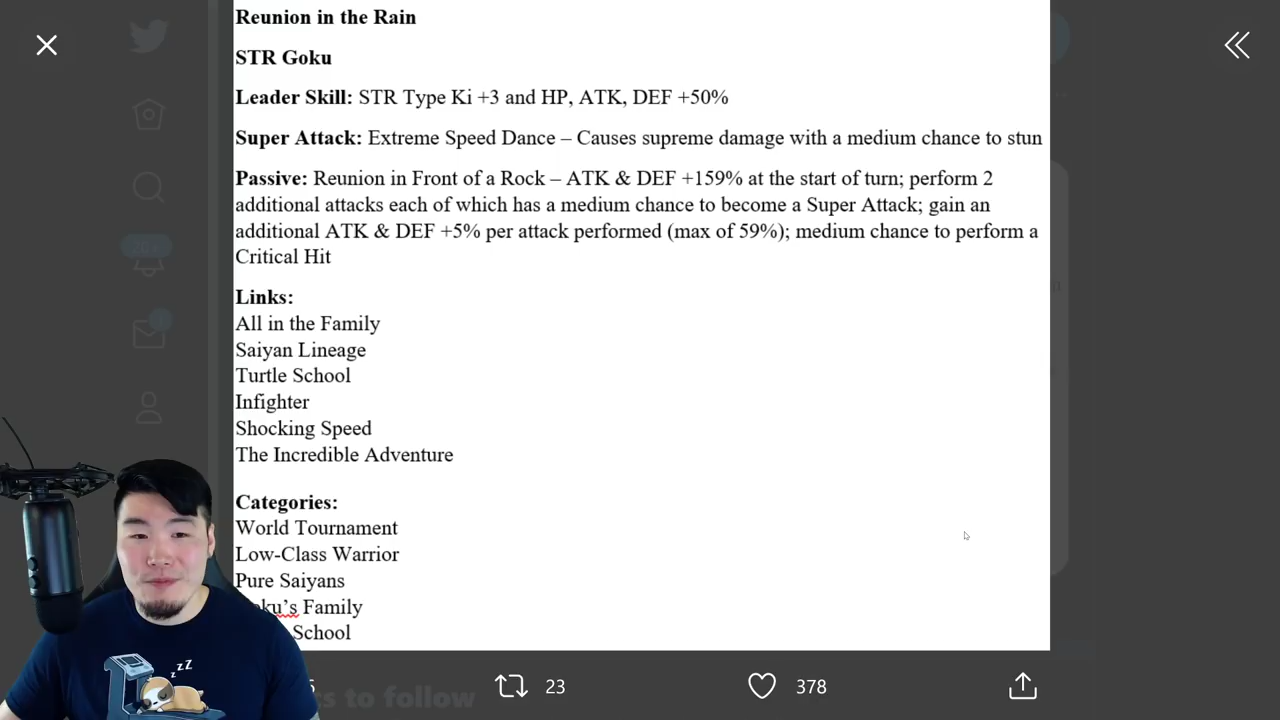 Reunion in the Rain
STR Goku
Leader Skill: STR Type Ki +3 and HP, ATK, DEF +50%
Super Attack: Extreme Speed Dance – Causes supreme damage with a medium chance to stun
Passive: Reunion in Front of a Rock – ATK & DEF +159% at the start of turn; perform 2
additional attacks each of which has a medium chance to become a Super Attack; gain an
additional ATK & DEF +5% per attack performed (max of 59%); medium chance to perform a
Critical Hit
Links:
All in the Family
Saiyan Lineage
Turtle School
Infighter
Shocking Speed
The Incredible Adventure
Categories:
World Tournament
Low-Class Warrior
Pure Saiyans
Family
School
23
378
to follow
z z Z